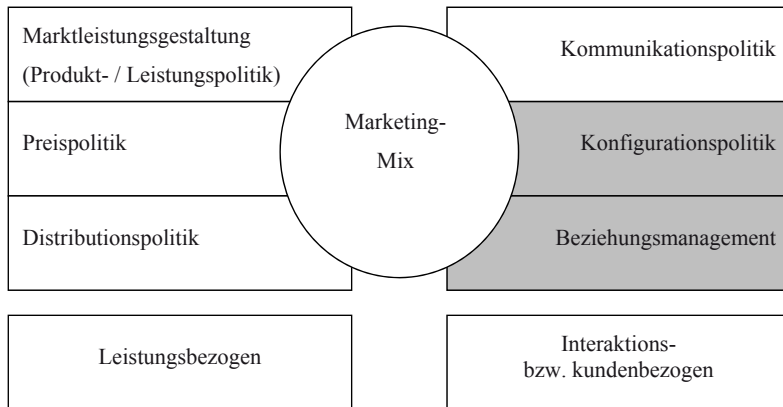 Marktleistungsgestaltung
(Produkt- / Leistungspolitik)
Preispolitik
Distributionspolitik
Marketing-
Mix
Kommunikationspolitik
Konfigurationspolitik
Beziehungsmanagement
Leistungsbezogen
Interaktions-
bzw. kundenbezogen